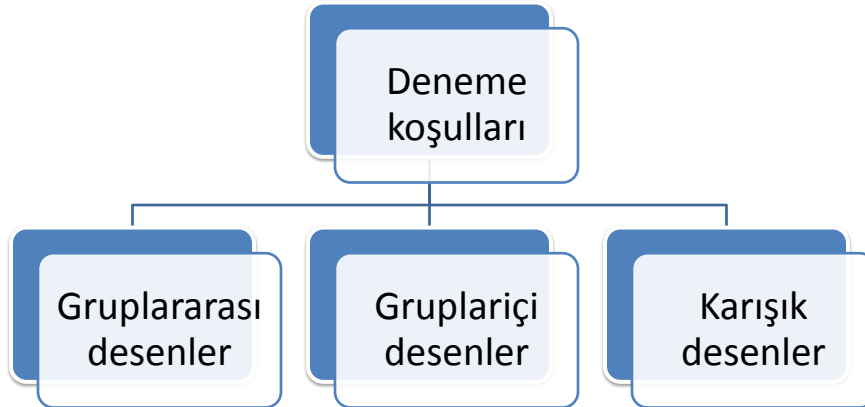 Deneme
koşulları
Gruplararası
desenler
Gruplariçi
desenler
Karışık
desenler